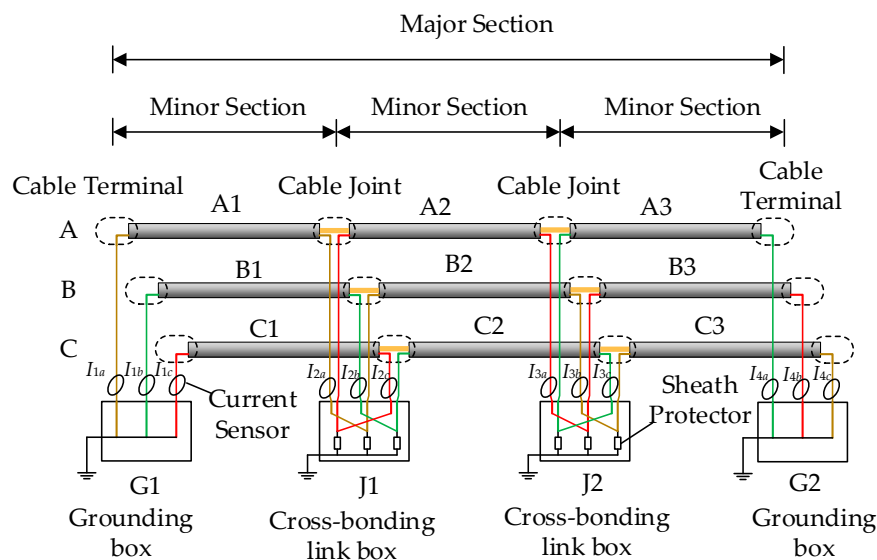 Major Section
Minor Section Minor Section Minor Section
Cable Terminal Cable Joint Cable Joint Cable Terminal
A A1 A2 A3
B B1 B2 B3
C C1 C2 C3
I1a I1b I1c I2a I2b I2c I3a I3b I3c I4a I4b I4c
Current Sensor
Sheath Protector
G1 J1 J2 G2
Grounding box
Cross-bonding link box
Cross-bonding link box
Grounding box